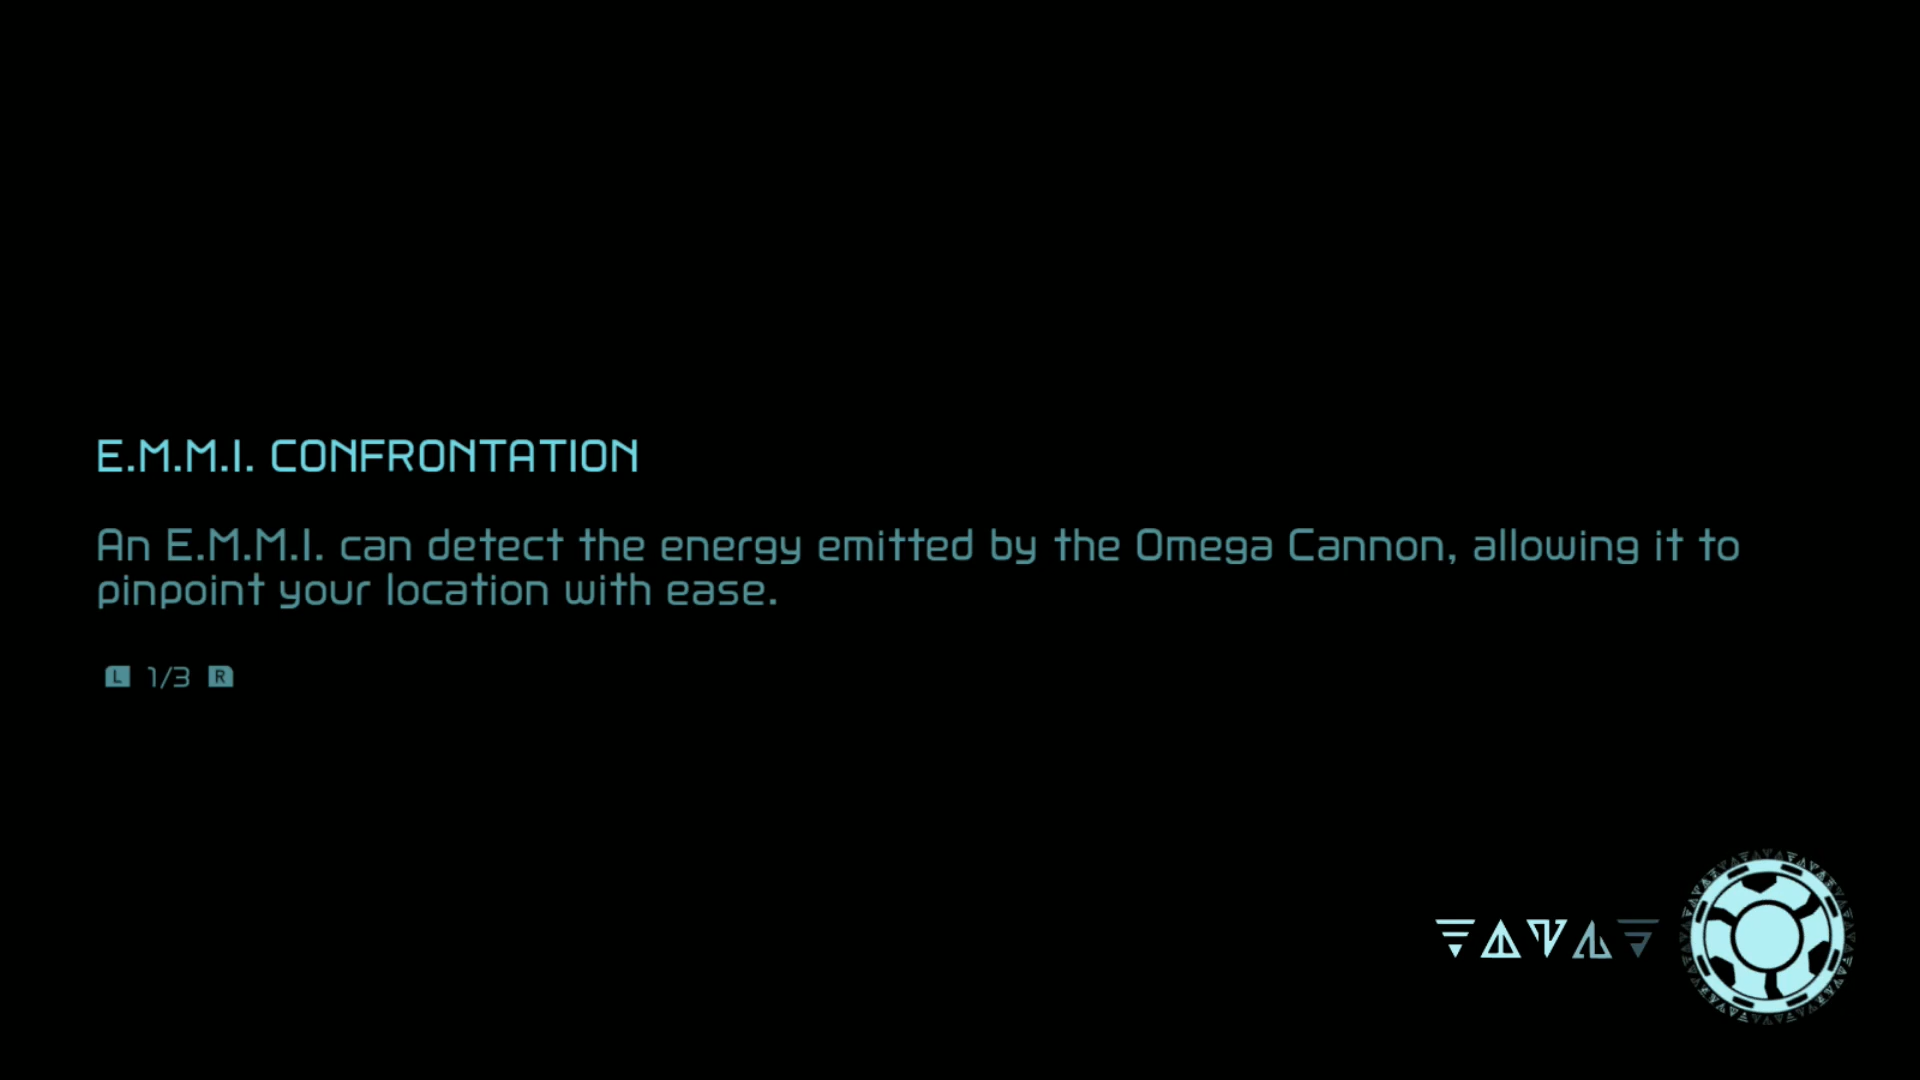 E.M.M.I. CONFRONTATION
An E.M.M.I. can detect the energy emitted by the Omega Cannon, allowing it to
pinpoint your location with ease.
L 1/3 R